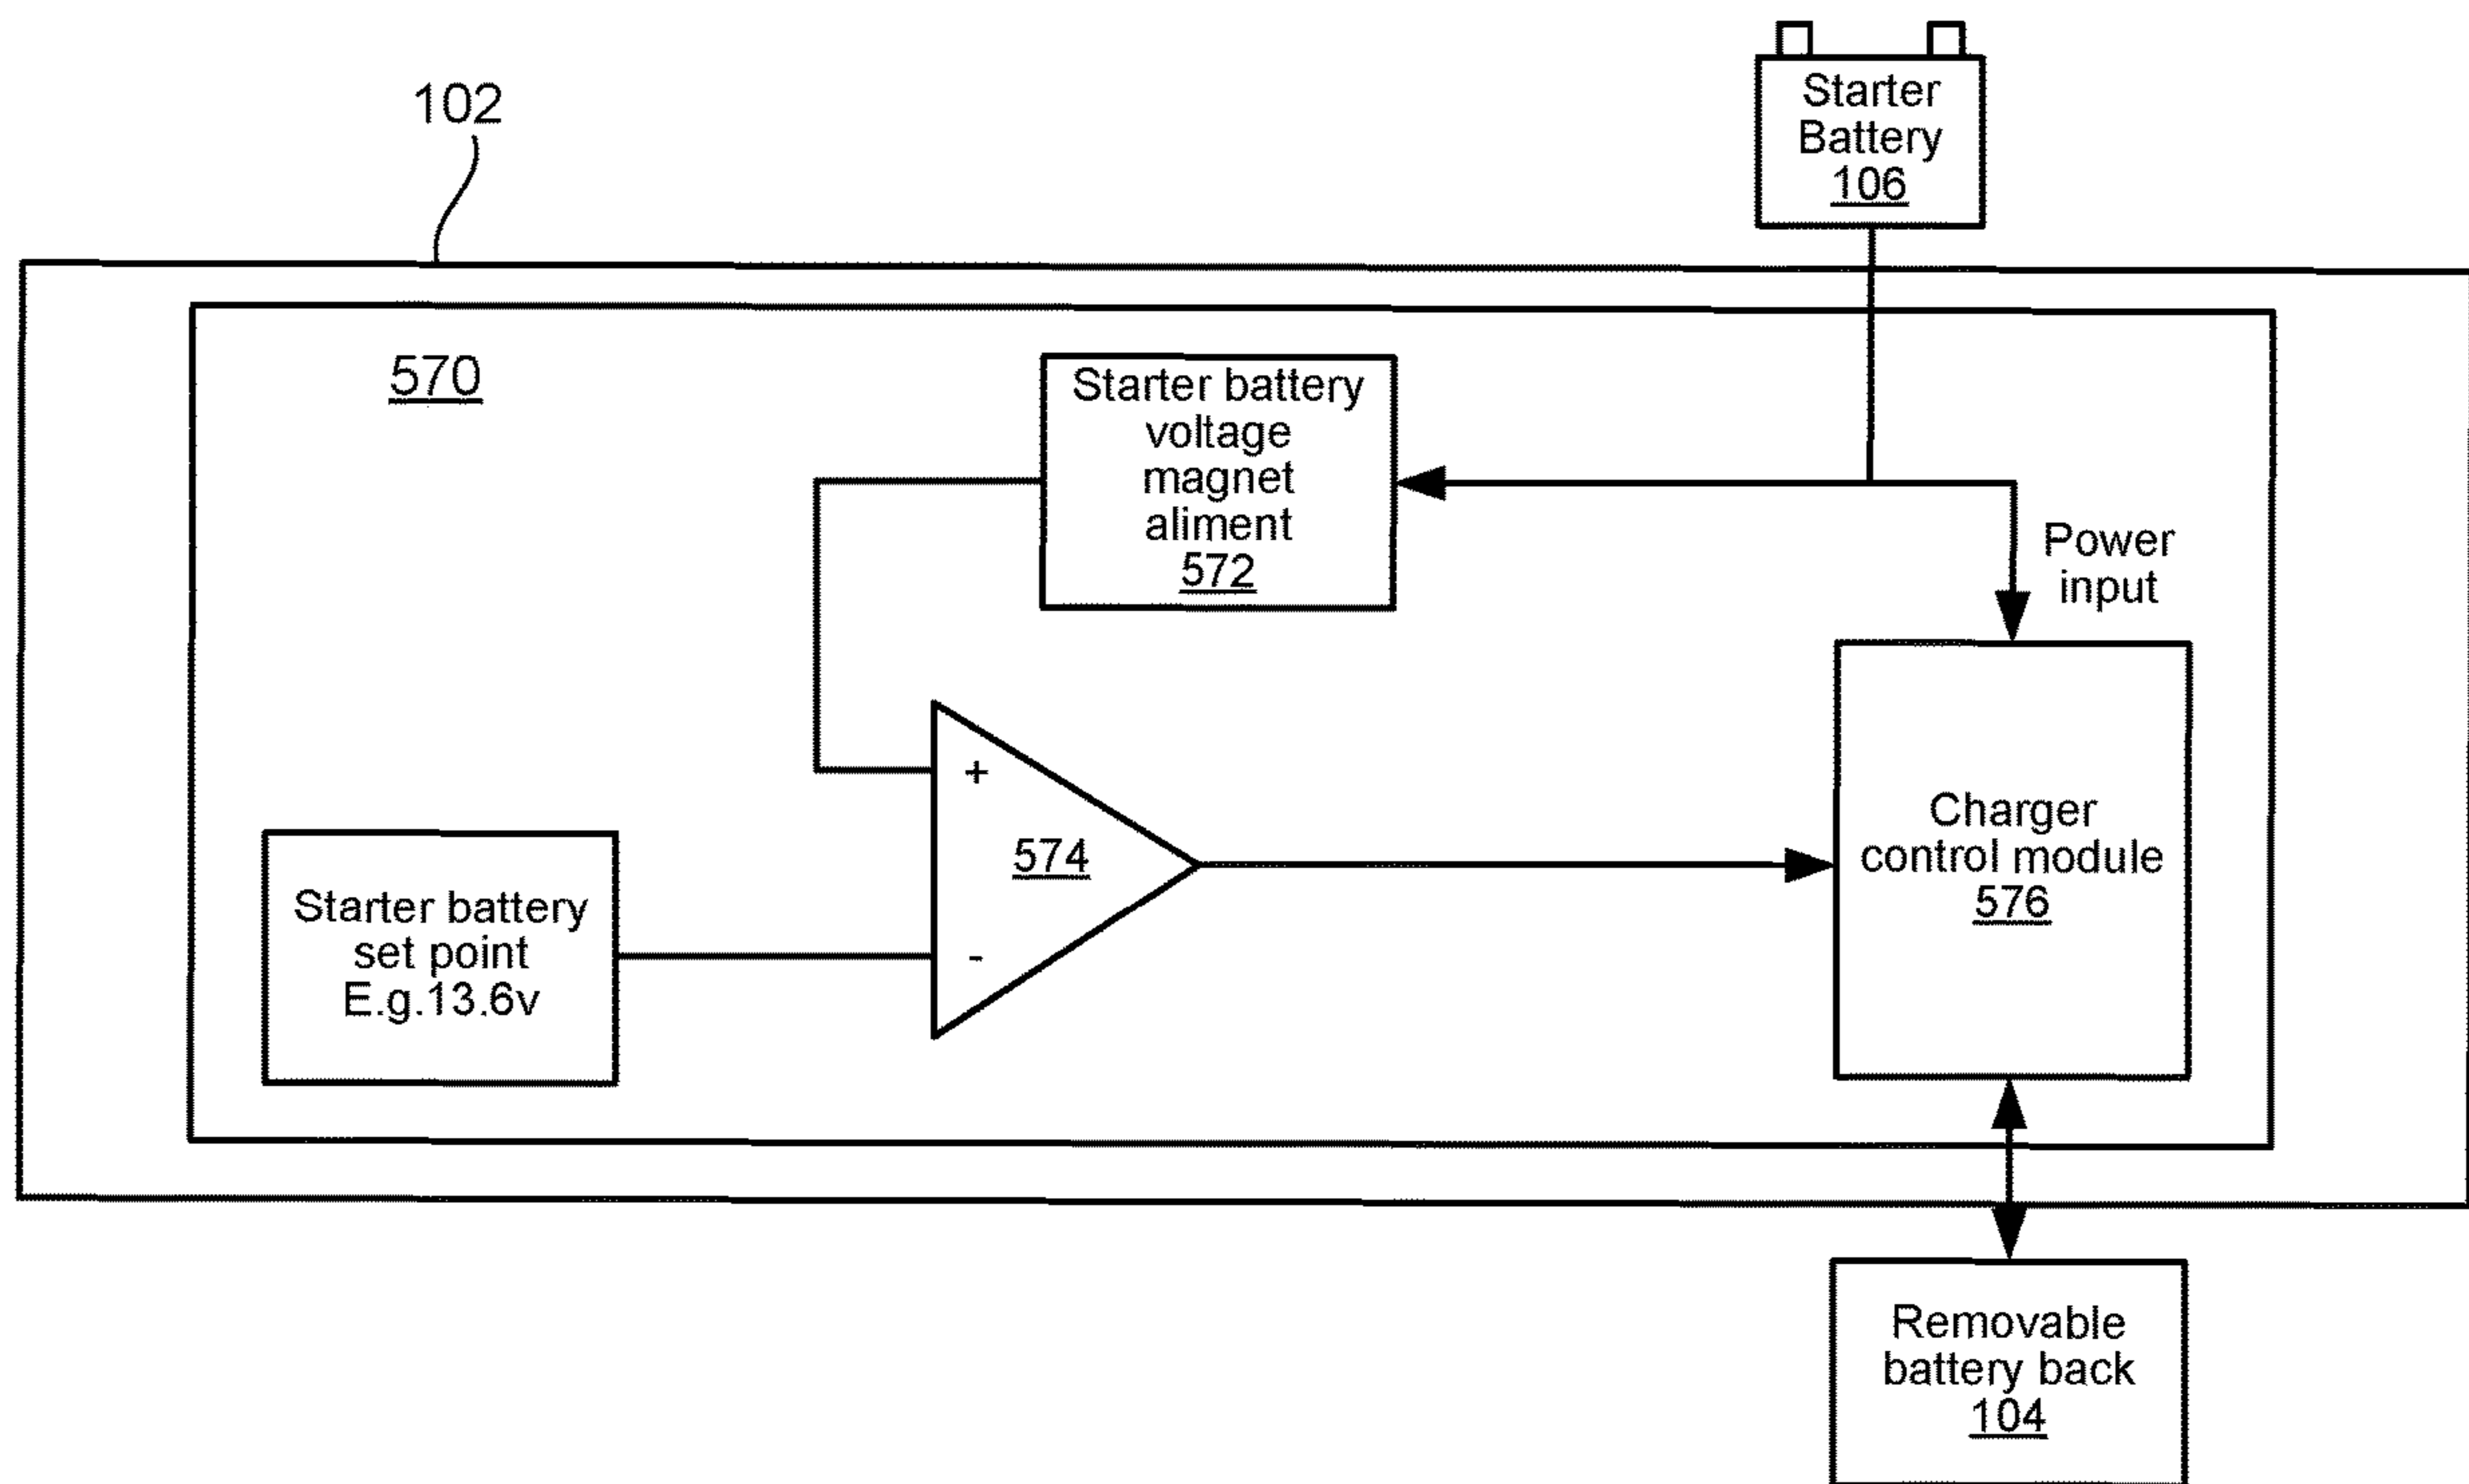 102
Starter
Battery
106
570
Starter battery
voltage
magnet
aliment
572
Power
input
+
574
-
Charger
control module
576
Starter battery
set point
E.g.13.6v
Removable
battery back
104